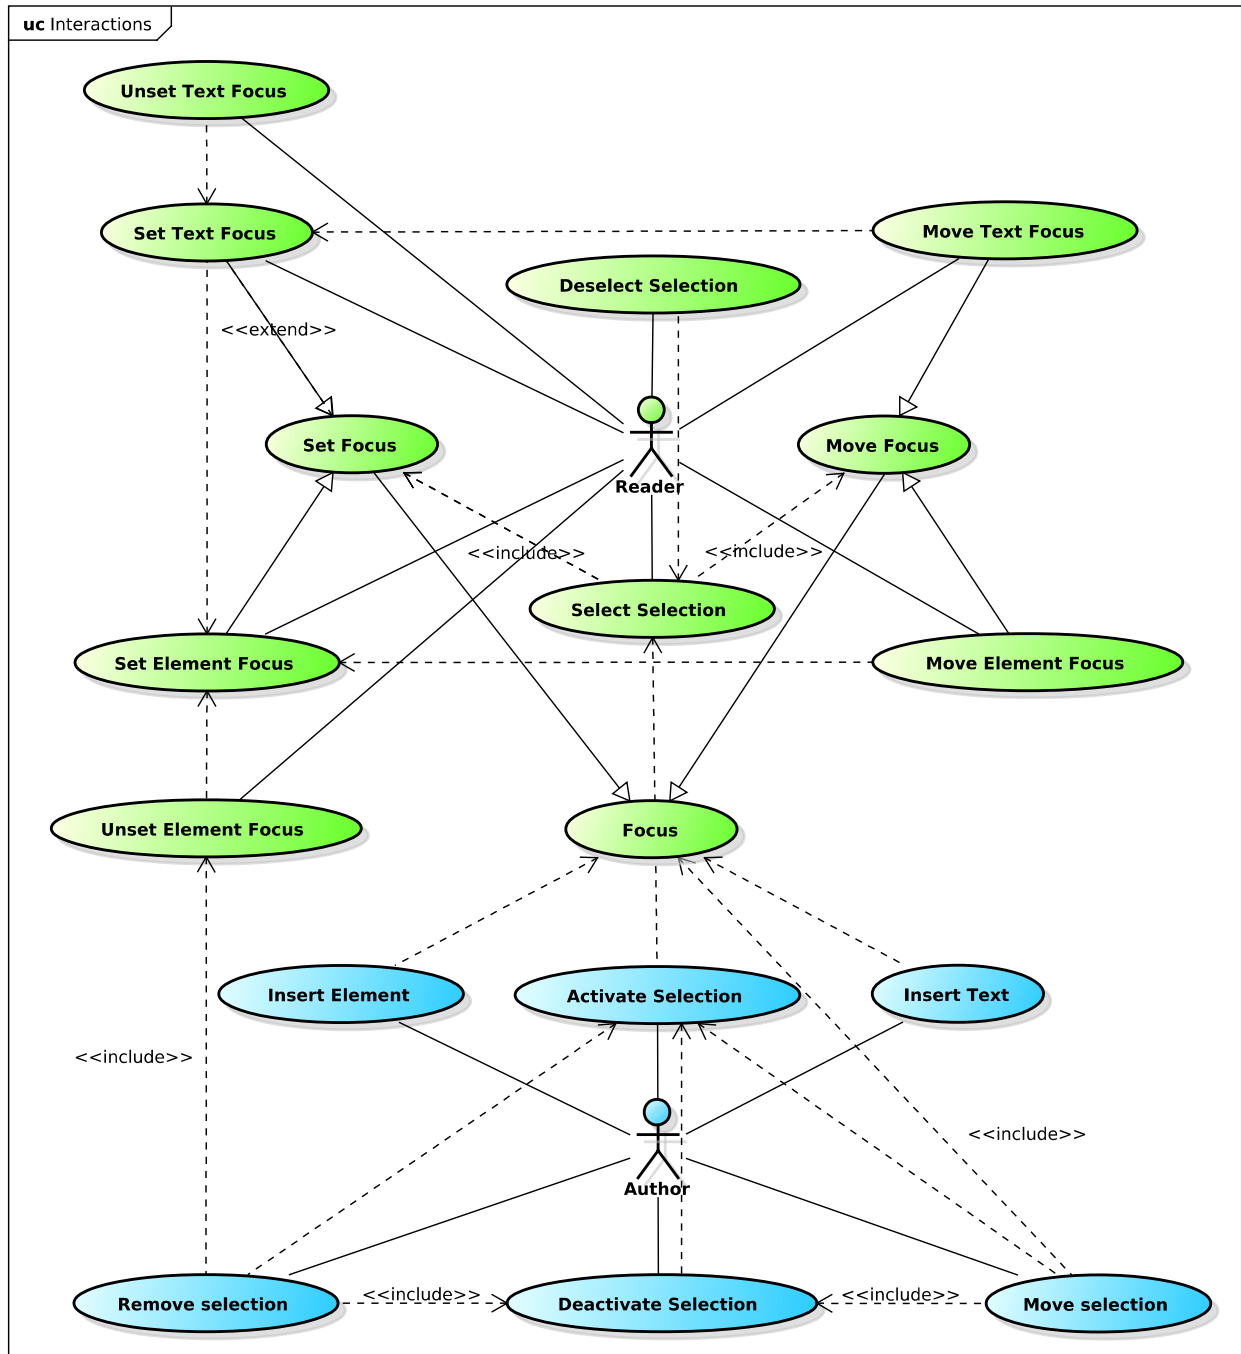 uc Interactions
Unset Text Focus
Set Text Focus
Move Text Focus
Deselect Selection
<<extend>>
Set Focus
Move Focus
Reader
<<include>>
<<include>>
Select Selection
Set Element Focus
Move Element Focus
Unset Element Focus
Focus
Insert Element
Activate Selection
Insert Text
<<include>>
<<include>>
Author
Remove selection
<<include>>
Deactivate Selection
<<include>>
Move selection